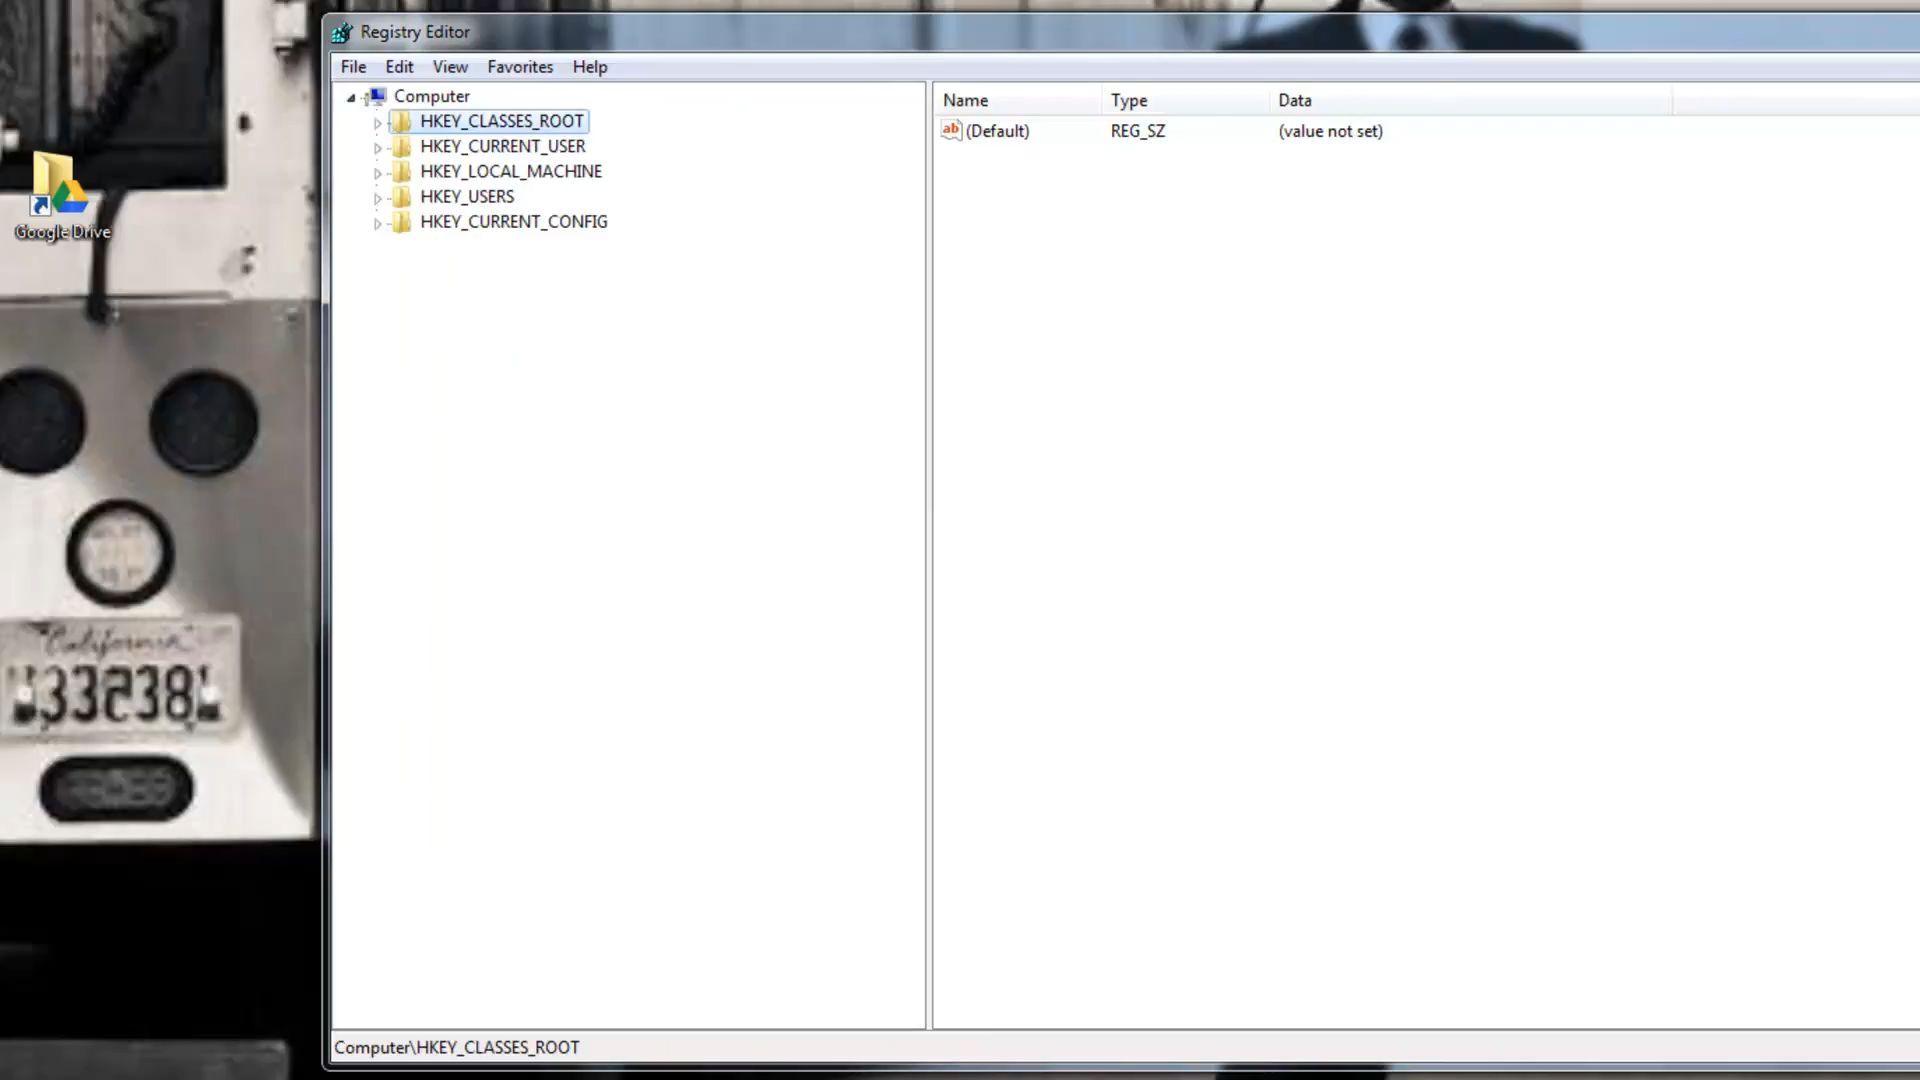 Registry Editor
File Edit View Favorites Help
Computer
HKEY_CLASSES_ROOT
HKEY_CURRENT_USER
HKEY_LOCAL_MACHINE
HKEY_USERS
HKEY_CURRENT_CONFIG
Name Type Data
ab (Default) REG_SZ (value not set)
Google Drive
California
Computer\HKEY_CLASSES_ROOT